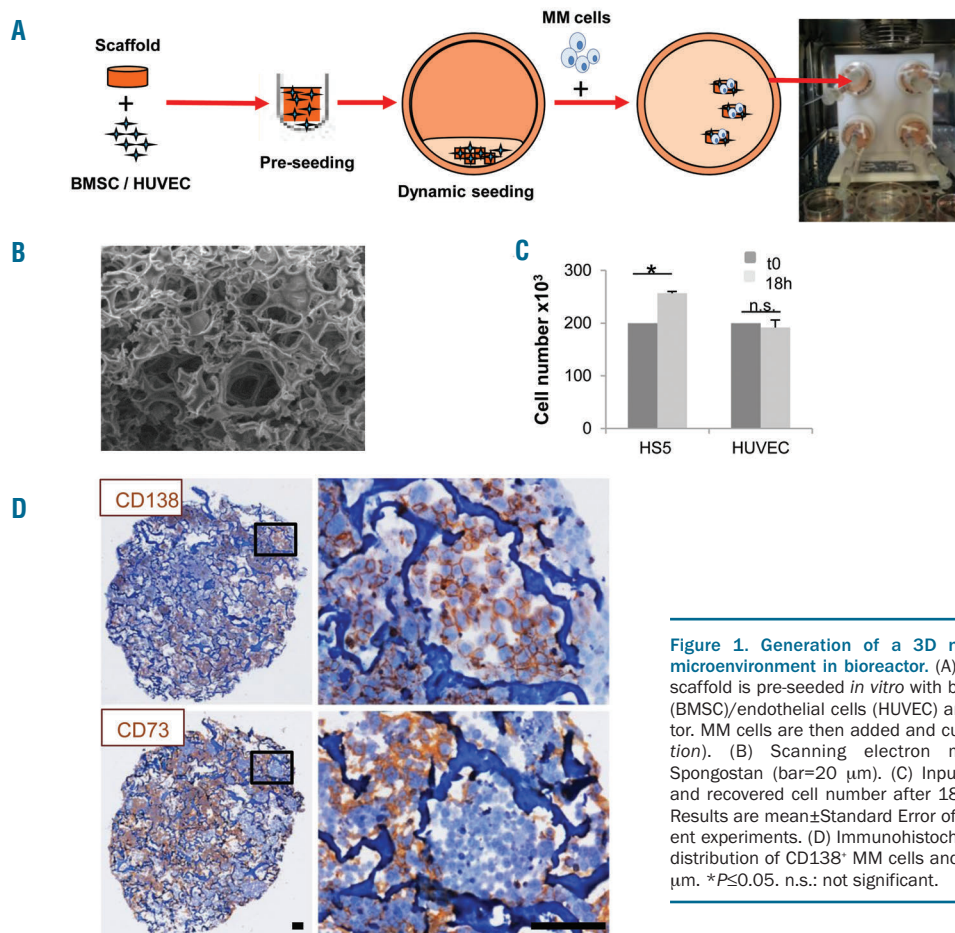 A
Scaffold
+
BMSC / HUVEC
Pre-seeding
Dynamic seeding
MM cells
+
B
C
t0
18h
Cell number x10³
300
200
100
0
*
n.s.
HS5
HUVEC
D
CD138
CD73
Figure 1. Generation of a 3D
microenvironment in bioreactor. (A)
scaffold is pre-seeded in vitro with b
(BMSC)/endothelial cells (HUVEC) a
tor. MM cells are then added and cu
tion). (B) Scanning electron
Spongostan (bar=20 μm). (C) Inpu
and recovered cell number after 18
Results are mean±Standard Error of
ent experiments. (D) Immunohistoch
distribution of CD138⁺ MM cells and
μm. *P≤0.05. n.s.: not significant.